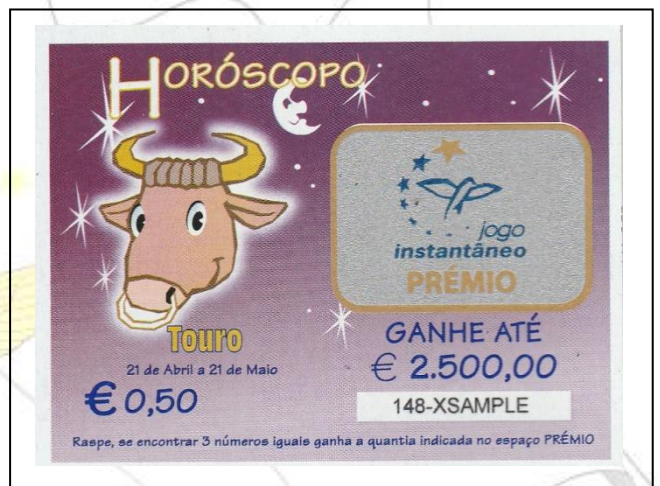 HORÓSCOPO
jogo
instantâneo
PRÉMIO
Touro
21 de Abril a 21 de Maio
€ 0,50
GANHE ATÉ
€ 2.500,00
148-XSAMPLE
Raspe, se encontrar 3 números iguais ganha a quantia indicada no espaço PRÉMIO